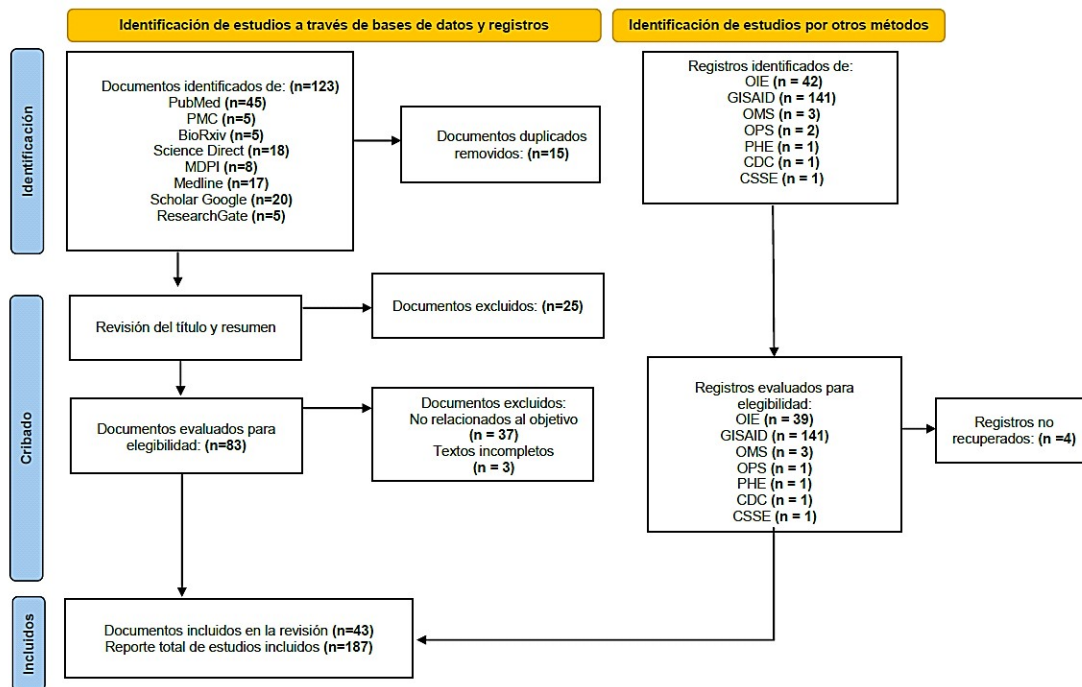 Identificación de estudios a través de bases de datos y registros
Identificación de estudios por otros métodos
Identificación
Documentos identificados de: (n=123)
PubMed (n=45)
PMC (n=5)
BioRxiv (n=5)
Science Direct (n=18)
MDPI (n=8)
Medline (n=17)
Scholar Google (n=20)
ResearchGate (n=5)
Documentos duplicados
removidos: (n=15)
Registros identificados de:
OIE (n = 42)
GISAID (n = 141)
OMS (n = 3)
OPS (n = 2)
PHE (n = 1)
CDC (n = 1)
CSSE (n = 1)
Cribado
Revisión del título y resumen
Documentos excluidos: (n=25)
Documentos evaluados para
elegibilidad: (n=83)
Documentos excluidos:
No relacionados al objetivo
(n = 37)
Textos incompletos
(n = 3)
Registros evaluados para
elegibilidad:
OIE (n = 39)
GISAID (n = 141)
OMS (n = 3)
OPS (n = 1)
PHE (n = 1)
CDC (n = 1)
CSSE (n = 1)
Registros no
recuperados: (n =4)
Incluidos
Documentos incluidos en la revisión (n=43)
Reporte total de estudios incluidos (n=187)